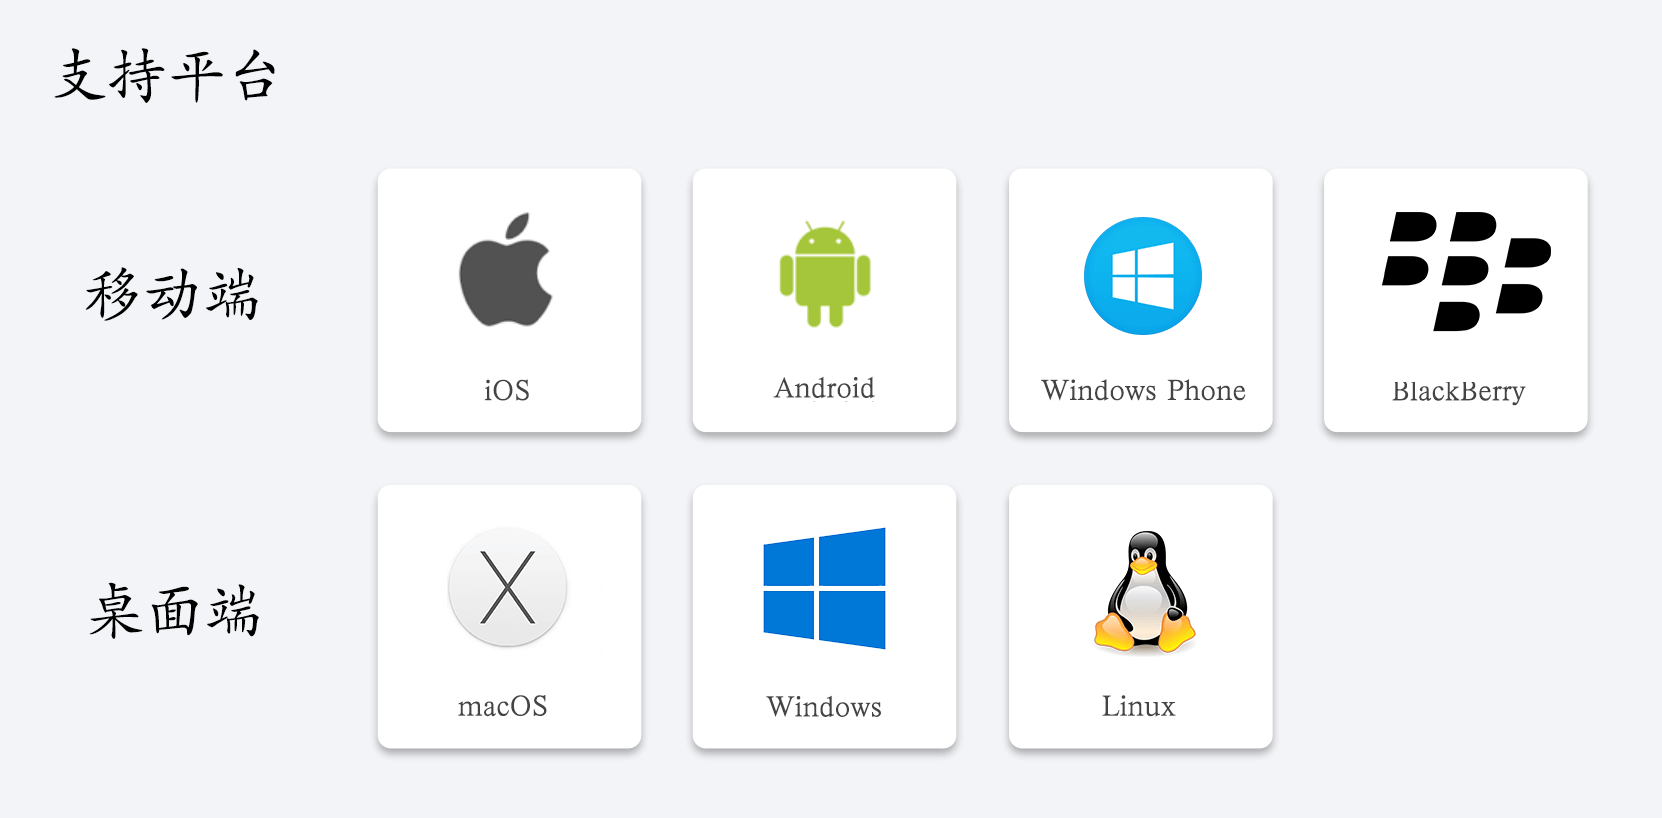 支持平台
移动端
iOS
Android
Windows Phone
BlackBerry
桌面端
macOS
Windows
Linux